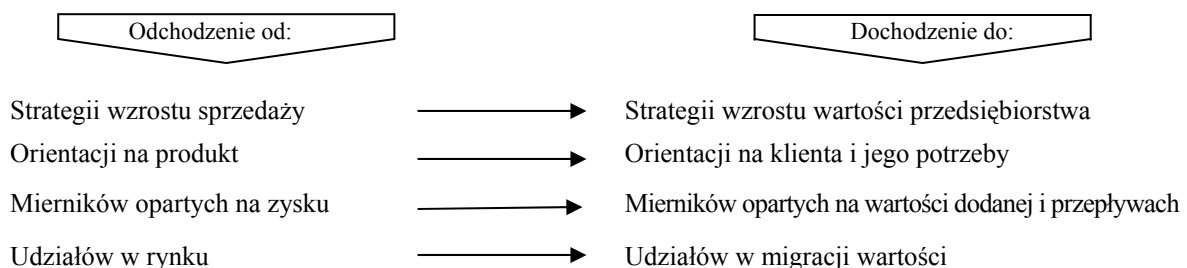 Odchodzenie od: Dochodzenie do:
Strategii wzrostu sprzedaży Strategii wzrostu wartości przedsiębiorstwa
Orientacji na produkt Orientacji na klienta i jego potrzeby
Mierników opartych na zysku Mierników opartych na wartości dodanej i przepływach
Udziałów w rynku Udziałów w migracji wartości